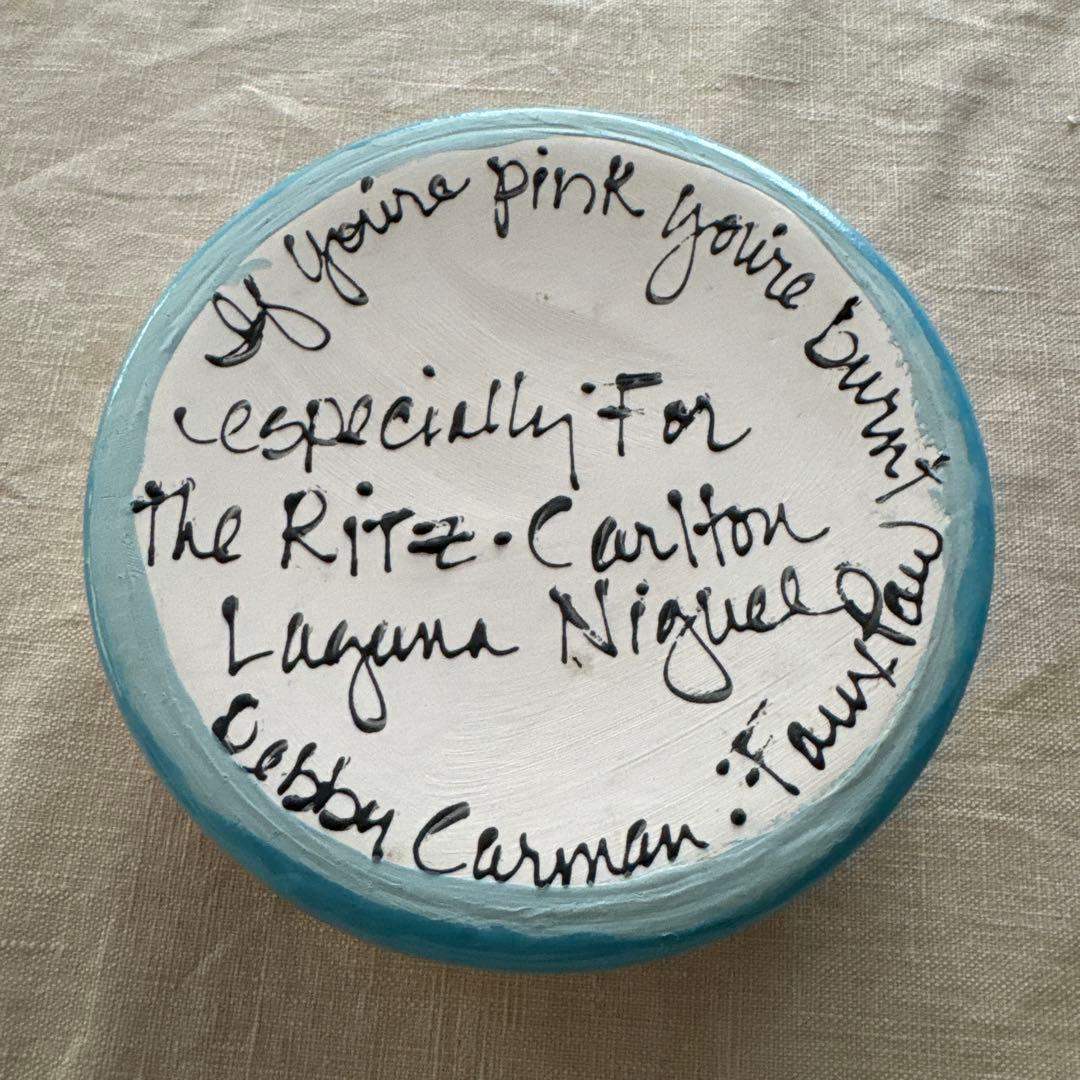 If you're pink you're burnt
especially For
The RiTz-Carlton
Laguna Niguel
Debby Carman : Faux Paw